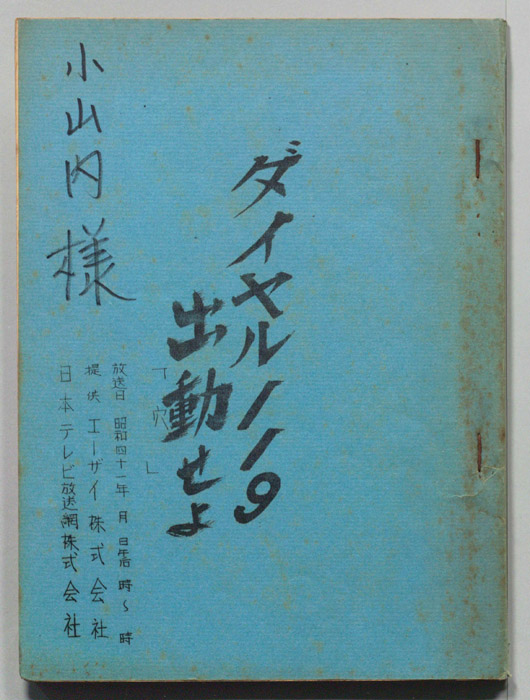 ダイヤル119
出動せよ
「穴」
放送日 昭和四十一年 月 日 時~ 時
提供 エーザイ株式会社
日本テレビ放送網株式会社
小山内様